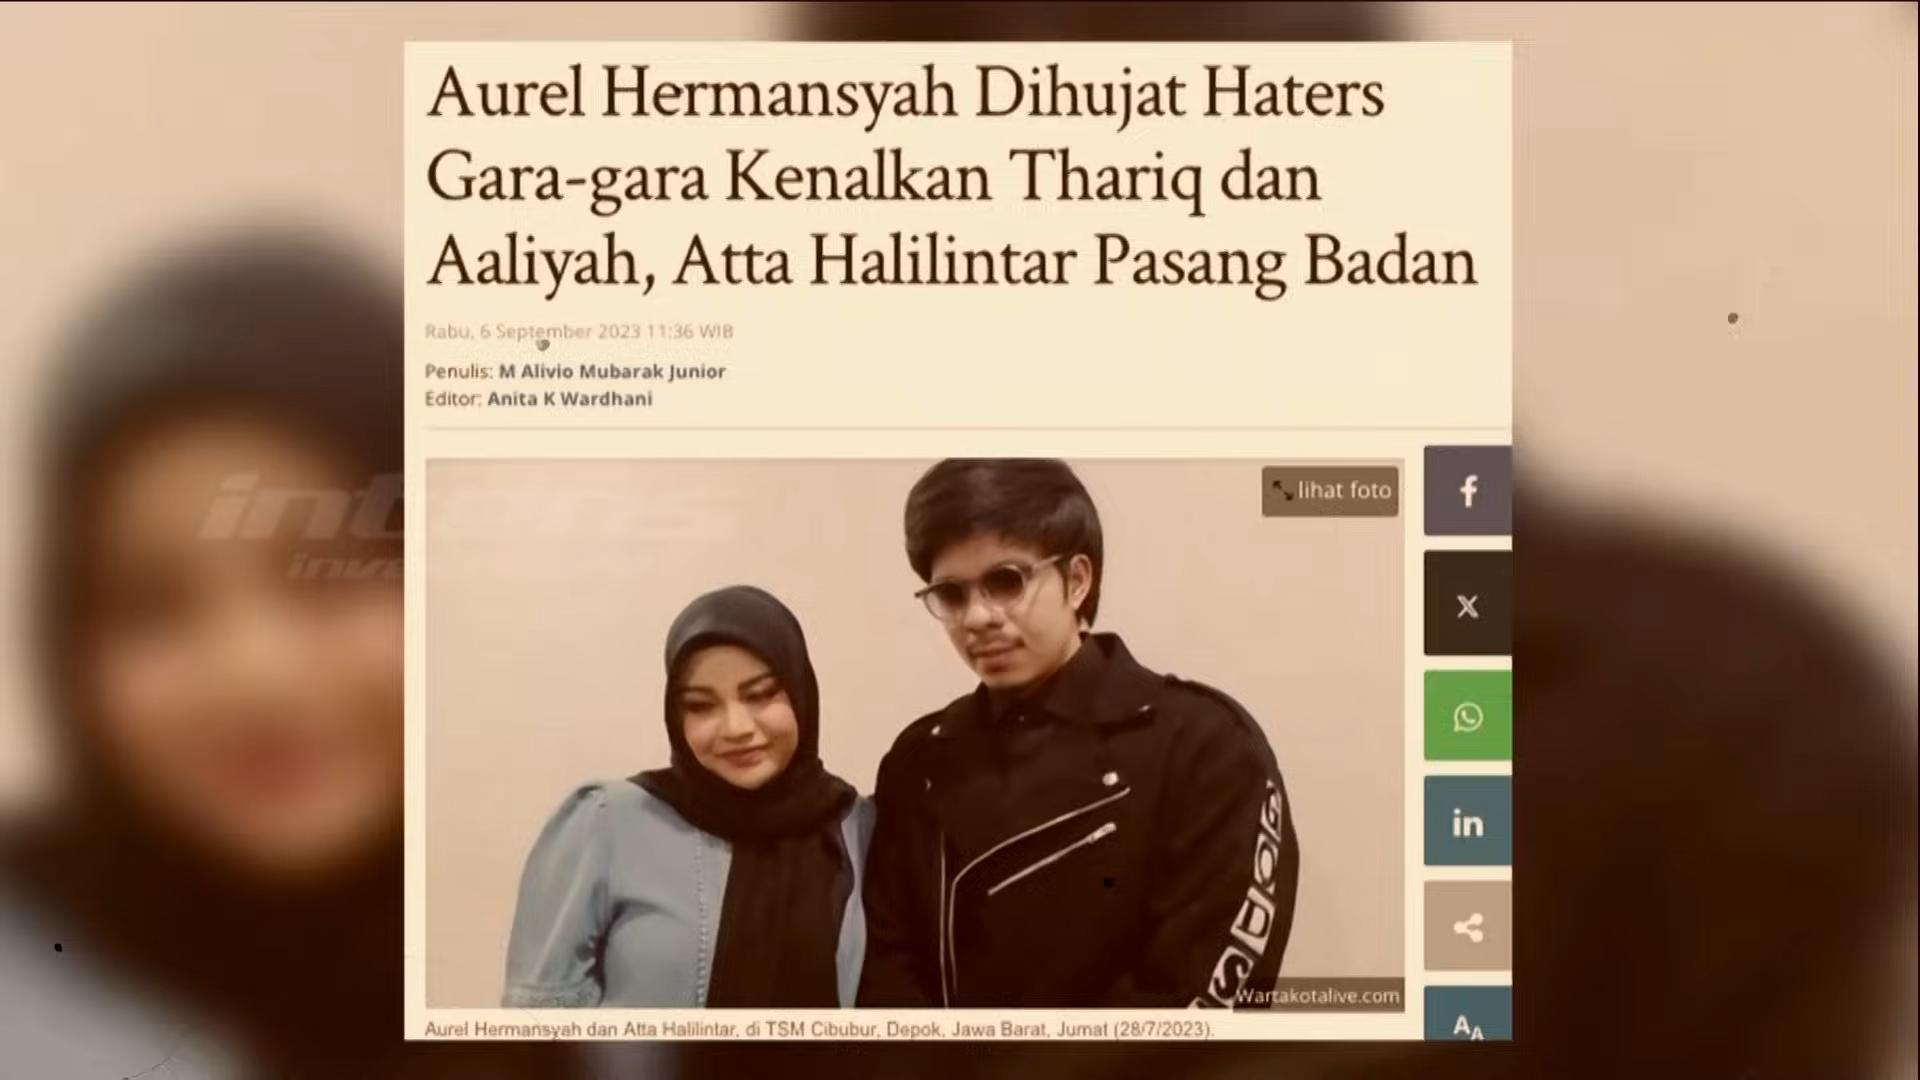 Aurel Hermansyah Dihujat Haters
Gara-gara Kenalkan Thariq dan
Aaliyah, Atta Halilintar Pasang Badan
Rabu, 6 September 2023 11:36 WIB
Penulis: M Alivio Mubarak Junior
Editor: Anita K Wardhani
lihat foto
Wartakotalive.com
Aurel Hermansyah dan Atta Halilintar, di TSM Cibubur, Depok, Jawa Barat, Jumat (28/7/2023).